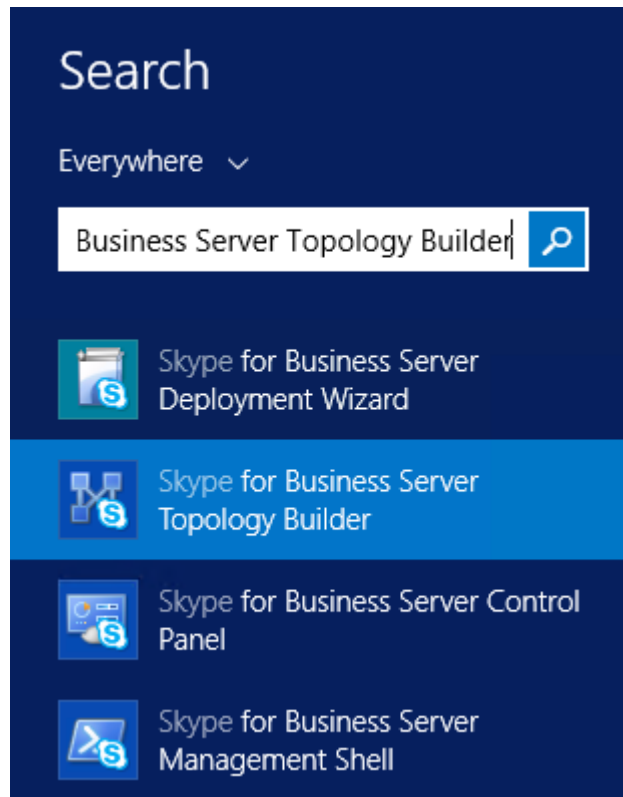 Search
Everywhere
Business Server Topology Builder
Skype for Business Server
Deployment Wizard
Skype for Business Server
Topology Builder
Skype for Business Server Control
Panel
Skype for Business Server
Management Shell